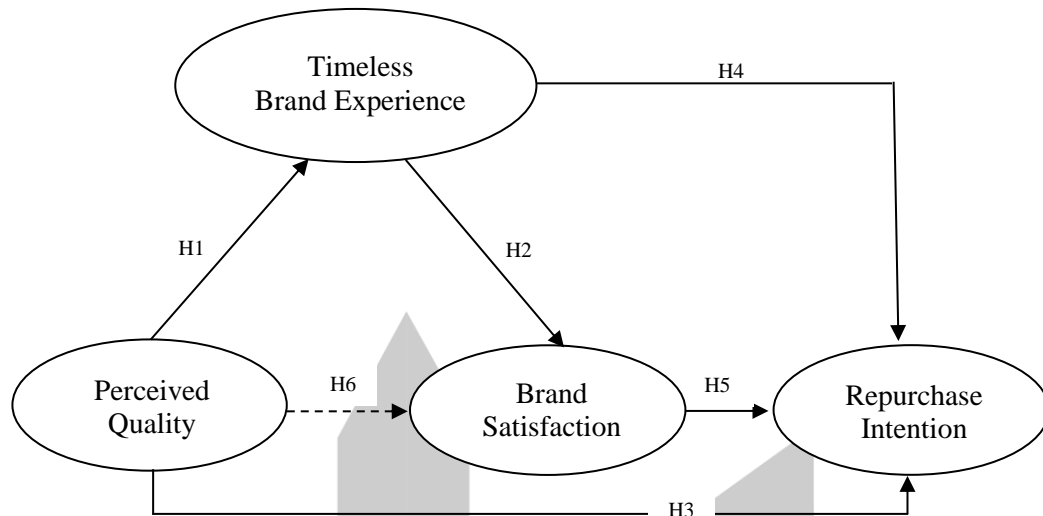 Timeless
Brand Experience
H4
H1
H2
Perceived
Quality
H6
Brand
Satisfaction
H5
Repurchase
Intention
H3